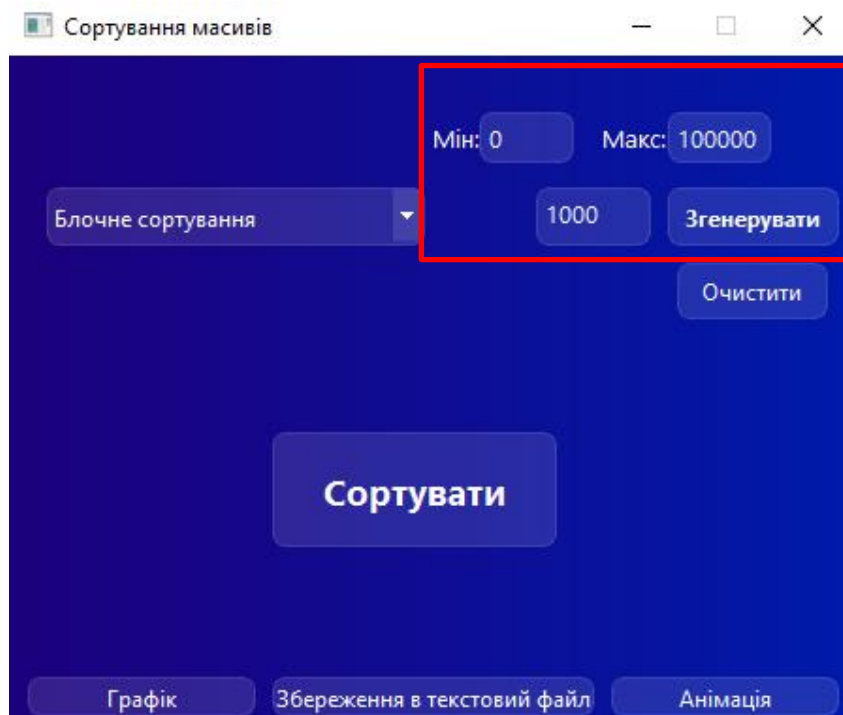 Сортування масивів
Мін: 0 Макс: 100000
Блочне сортування 1000 Згенерувати
Очистити
Сортувати
Графік Збереження в текстовий файл Анімація